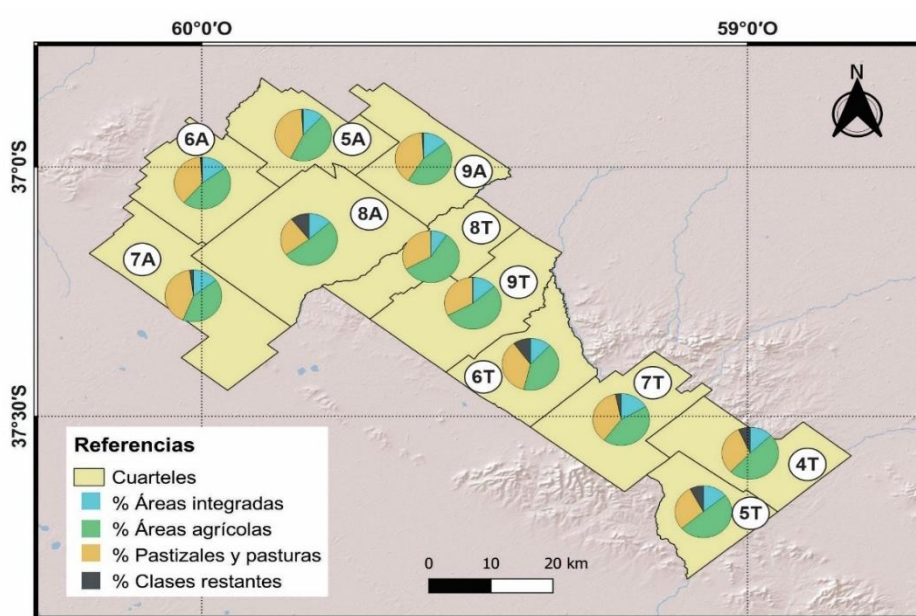 60°0′O
59°0′O
N
6A
5A
37°0′S
9A
8A
8T
7A
9T
6T
7T
37°30′S
4T
5T
Referencias
Cuarteles
% Áreas integradas
% Áreas agrícolas
% Pastizales y pasturas
% Clases restantes
0 10 20 km